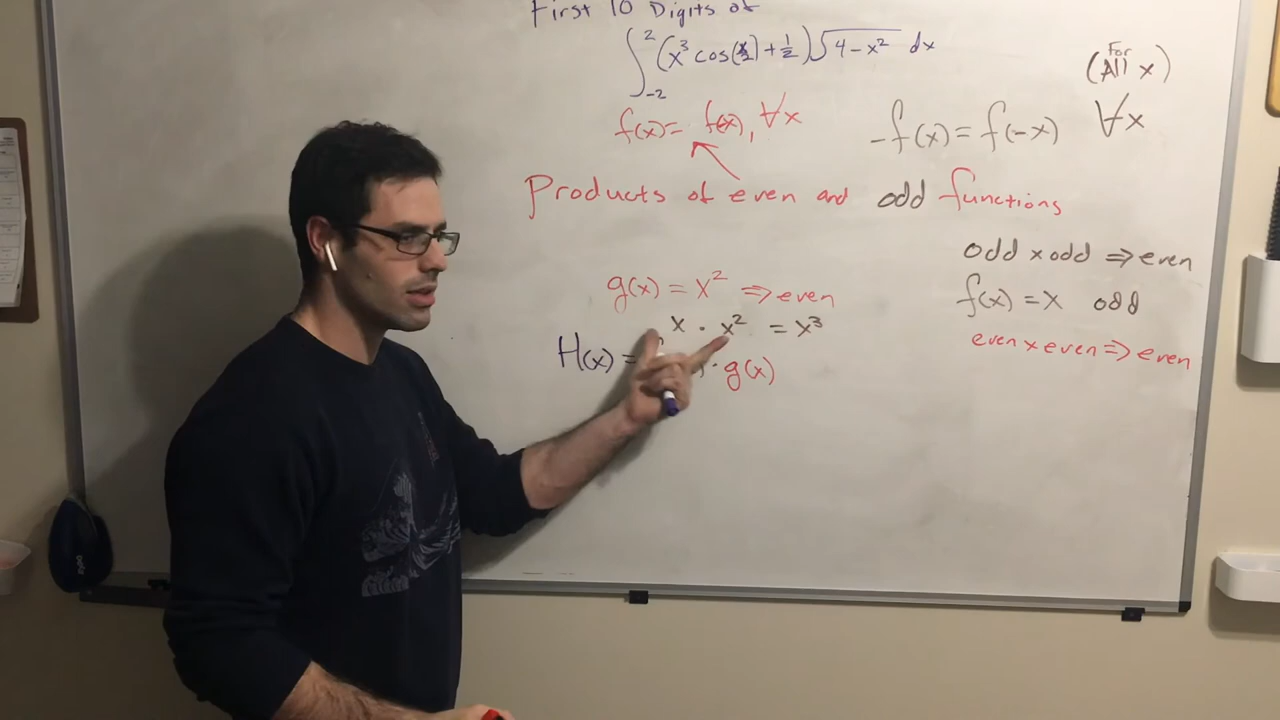 First 10 Digits of
∫₋₂² (x³ cos(x/2) + 1/2) √(4-x²) dx
(For All x)
f(x) = f(x), ∀x
-f(x) = f(-x) ∀x
Products of even and odd functions
odd x odd ⇒ even
g(x) = x² ⇒ even
f(x) = x odd
x · x² = x³
even x even ⇒ even
H(x) = · g(x)